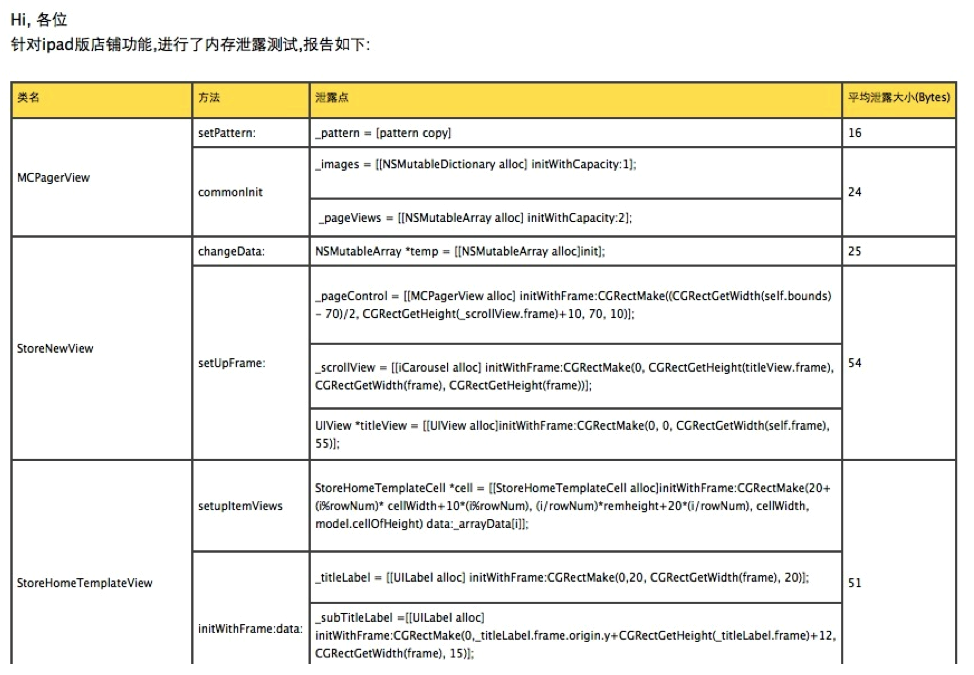 Hi, 各位
针对ipad版店铺功能,进行了内存泄露测试,报告如下:
类名 方法 泄露点 平均泄露大小(Bytes)
MCPagerView
setPattern: _pattern = [pattern copy] 16
commonInit
_images = [[NSMutableDictionary alloc] initWithCapacity:1];
24
_pageViews = [[NSMutableArray alloc] initWithCapacity:2];
StoreNewView
changeData: NSMutableArray *temp = [[NSMutableArray alloc]init]; 25
setUpFrame:
_pageControl = [[MCPagerView alloc] initWithFrame:CGRectMake((CGRectGetWidth(self.bounds)
- 70)/2, CGRectGetHeight(_scrollView.frame)+10, 70, 10)];
54
_scrollView = [[iCarousel alloc] initWithFrame:CGRectMake(0, CGRectGetHeight(titleView.frame),
CGRectGetWidth(frame), CGRectGetHeight(frame))];
UIView *titleView = [[UIView alloc]initWithFrame:CGRectMake(0, 0, CGRectGetWidth(self.frame),
55)];
StoreHomeTemplateView
setupItemViews
StoreHomeTemplateCell *cell = [[StoreHomeTemplateCell alloc]initWithFrame:CGRectMake(20+
(i%rowNum)* cellWidth+10*(i%rowNum), (i/rowNum)*remheight+20*(i/rowNum), cellWidth,
model.cellOfHeight) data:_arrayData[i]];
51
initWithFrame:data:
_titleLabel = [[UILabel alloc] initWithFrame:CGRectMake(0,20, CGRectGetWidth(frame), 20)];
_subTitleLabel =[[UILabel alloc]
initWithFrame:CGRectMake(0,_titleLabel.frame.origin.y+CGRectGetHeight(_titleLabel.frame)+12,
CGRectGetWidth(frame), 15)];